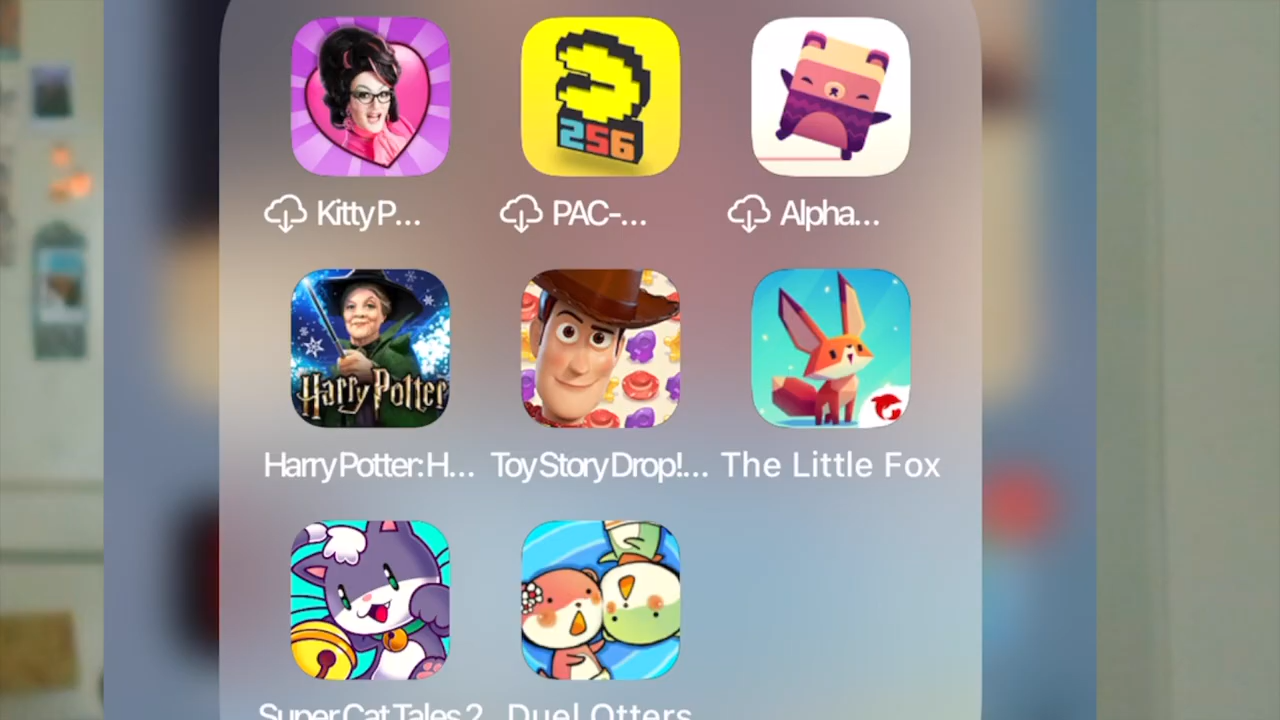 256
Kitty P...
PAC-...
Alpha...
Harry Potter
Harry Potter: H...
Toy Story Drop!...
The Little Fox
Super Cat Tales 2
Duel Otters